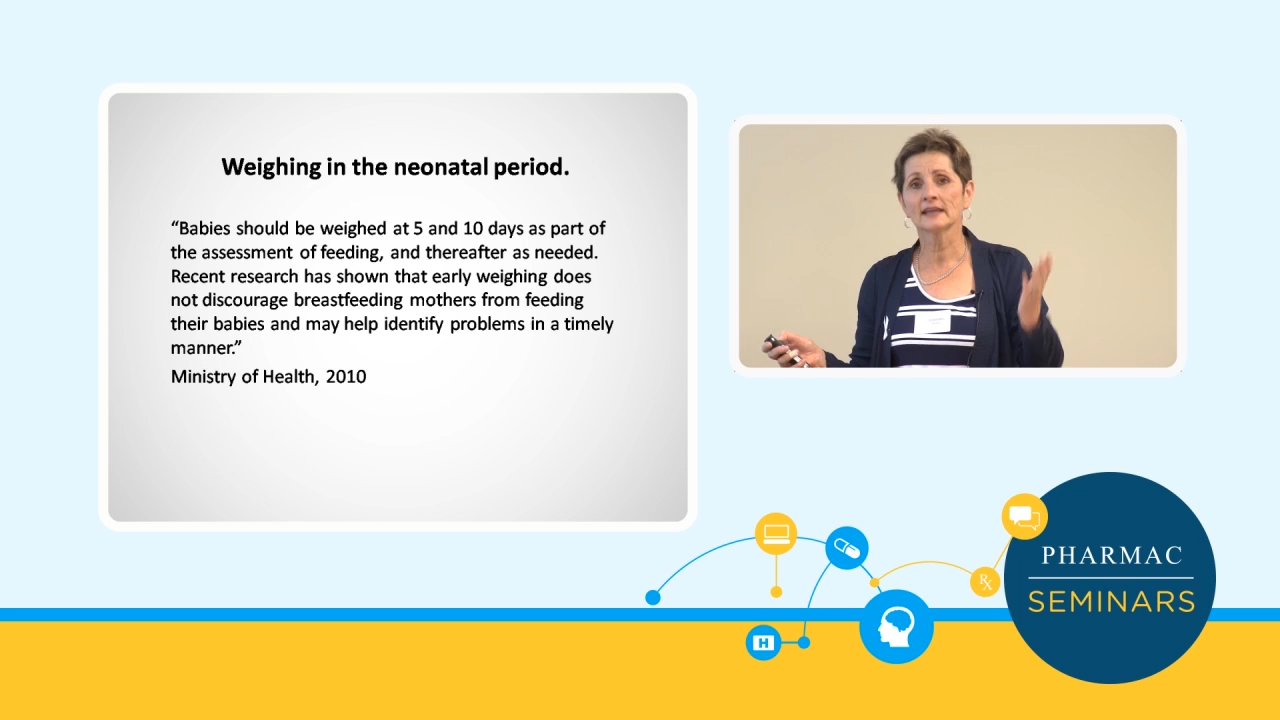 Weighing in the neonatal period.
“Babies should be weighed at 5 and 10 days as part of
the assessment of feeding, and thereafter as needed.
Recent research has shown that early weighing does
not discourage breastfeeding mothers from feeding
their babies and may help identify problems in a timely
manner.”
Ministry of Health, 2010
H
Rx
PHARMAC
SEMINARS